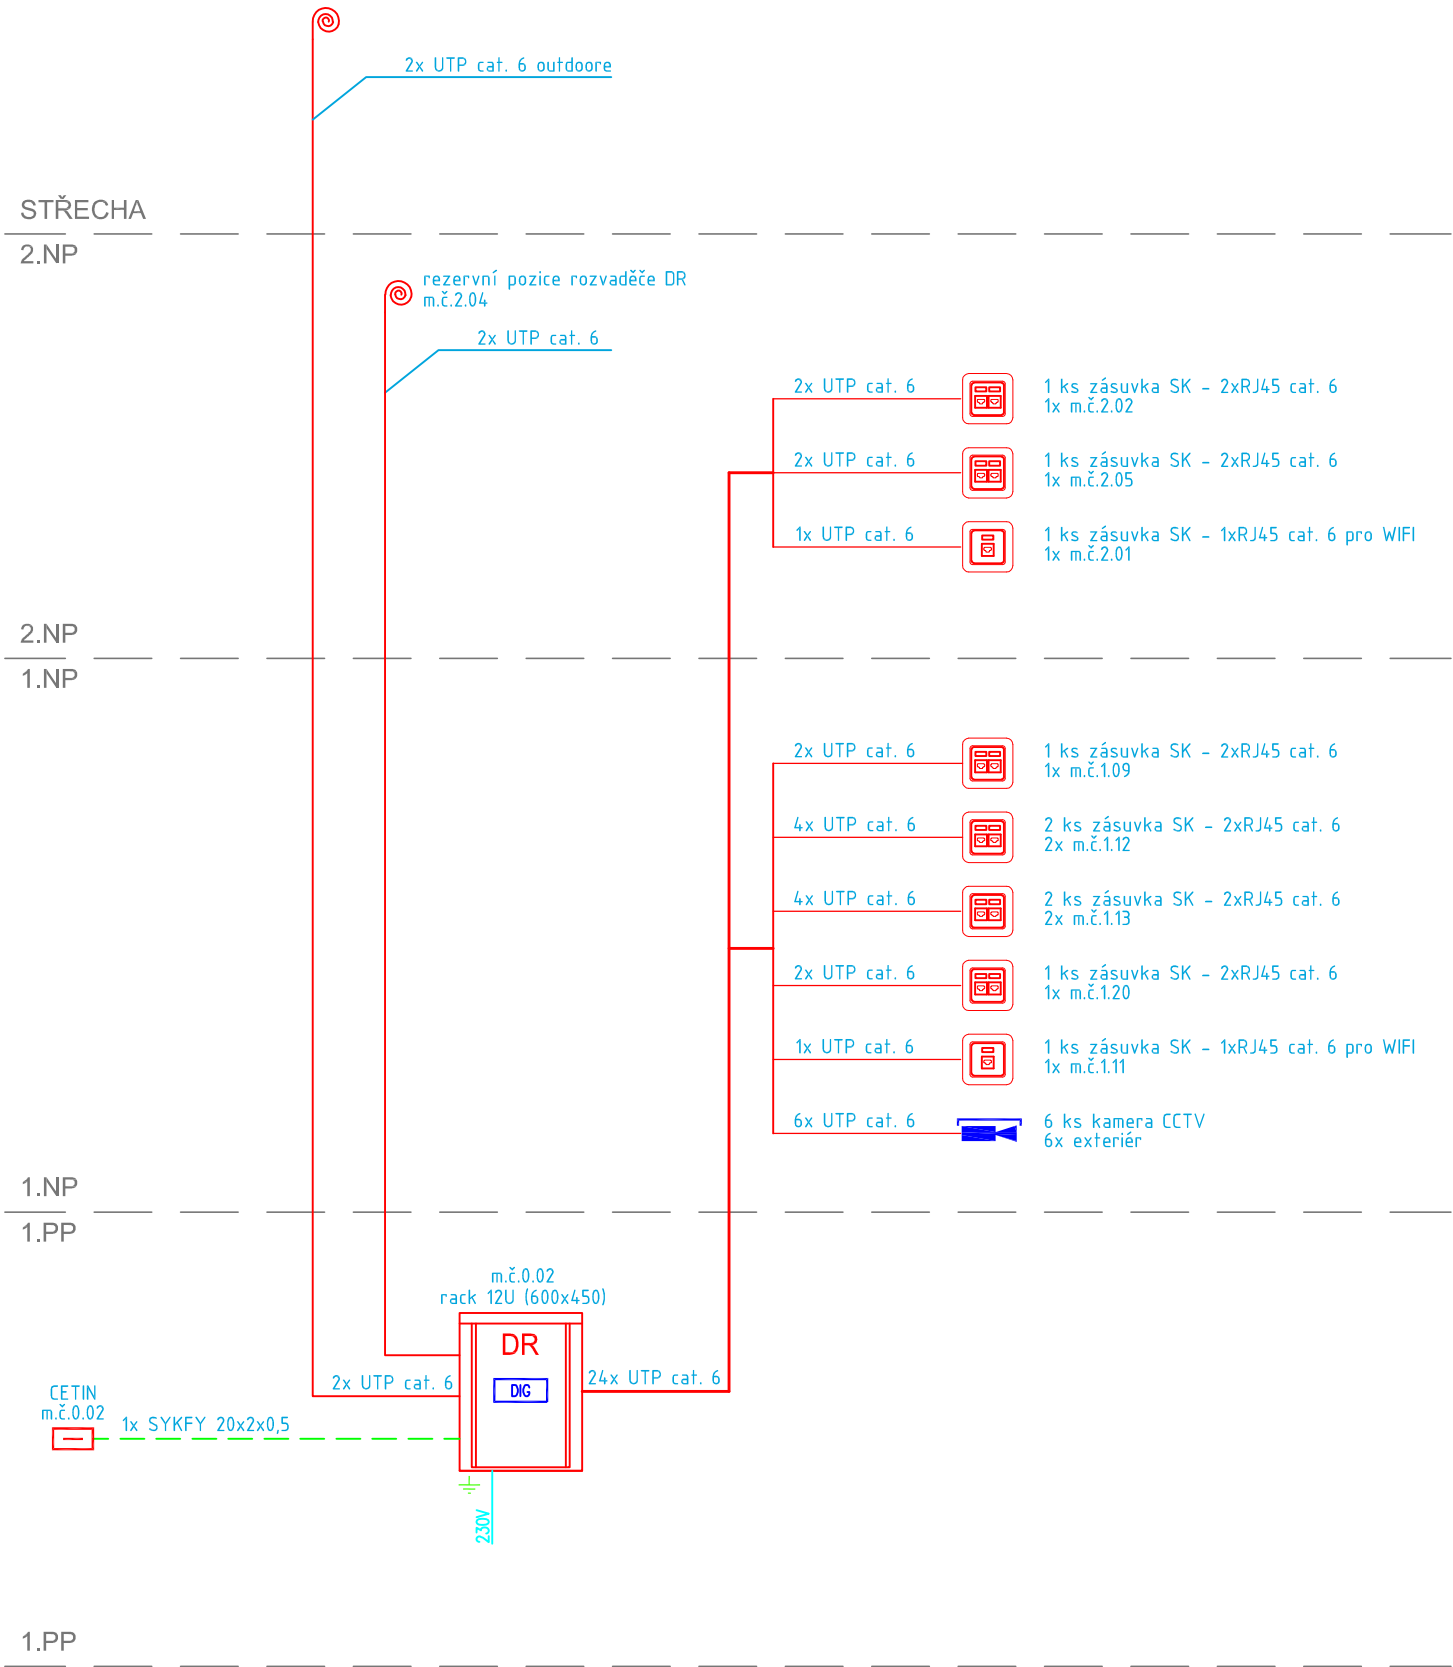 2x UTP cat. 6 outdoore
STŘECHA
2.NP
rezervní pozice rozvaděče DR
m.č.2.04
2x UTP cat. 6
2x UTP cat. 6
1 ks zásuvka SK - 2xRJ45 cat. 6
1x m.č.2.02
2x UTP cat. 6
1 ks zásuvka SK - 2xRJ45 cat. 6
1x m.č.2.05
1x UTP cat. 6
1 ks zásuvka SK - 1xRJ45 cat. 6 pro WIFI
1x m.č.2.01
2.NP
1.NP
2x UTP cat. 6
1 ks zásuvka SK - 2xRJ45 cat. 6
1x m.č.1.09
4x UTP cat. 6
2 ks zásuvka SK - 2xRJ45 cat. 6
2x m.č.1.12
4x UTP cat. 6
2 ks zásuvka SK - 2xRJ45 cat. 6
2x m.č.1.13
2x UTP cat. 6
1 ks zásuvka SK - 2xRJ45 cat. 6
1x m.č.1.20
1x UTP cat. 6
1 ks zásuvka SK - 1xRJ45 cat. 6 pro WIFI
1x m.č.1.11
6x UTP cat. 6
6 ks kamera CCTV
6x exteriér
1.NP
1.PP
m.č.0.02
rack 12U (600x450)
DR
DIG
2x UTP cat. 6
24x UTP cat. 6
CETIN
m.č.0.02
1x SYKFY 20x2x0,5
230V
1.PP